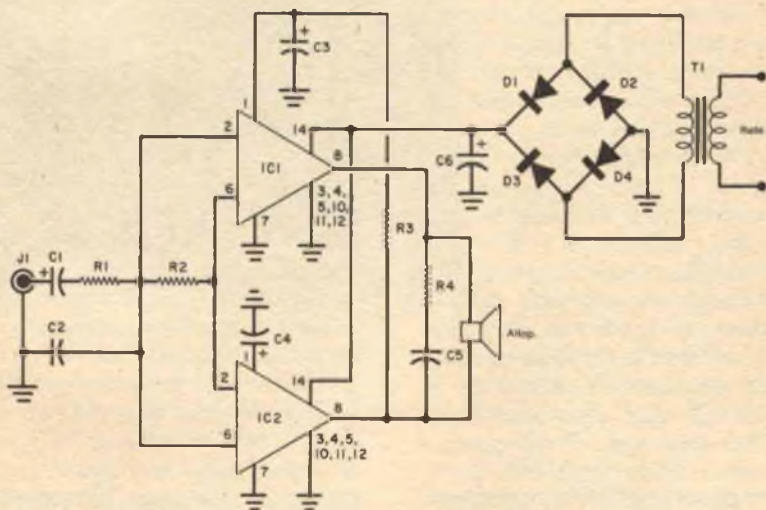 C3
T1
D1
D2
1
2
14
IC1
8
C6
Rete
6
3,4,
5,10,
11,12
D3
D4
7
R3
J1
+
C1
R1
R2
R4
C4
Altop.
1
+
C5
2
14
8
IC2
6
3,4,5,
10,11,12
7